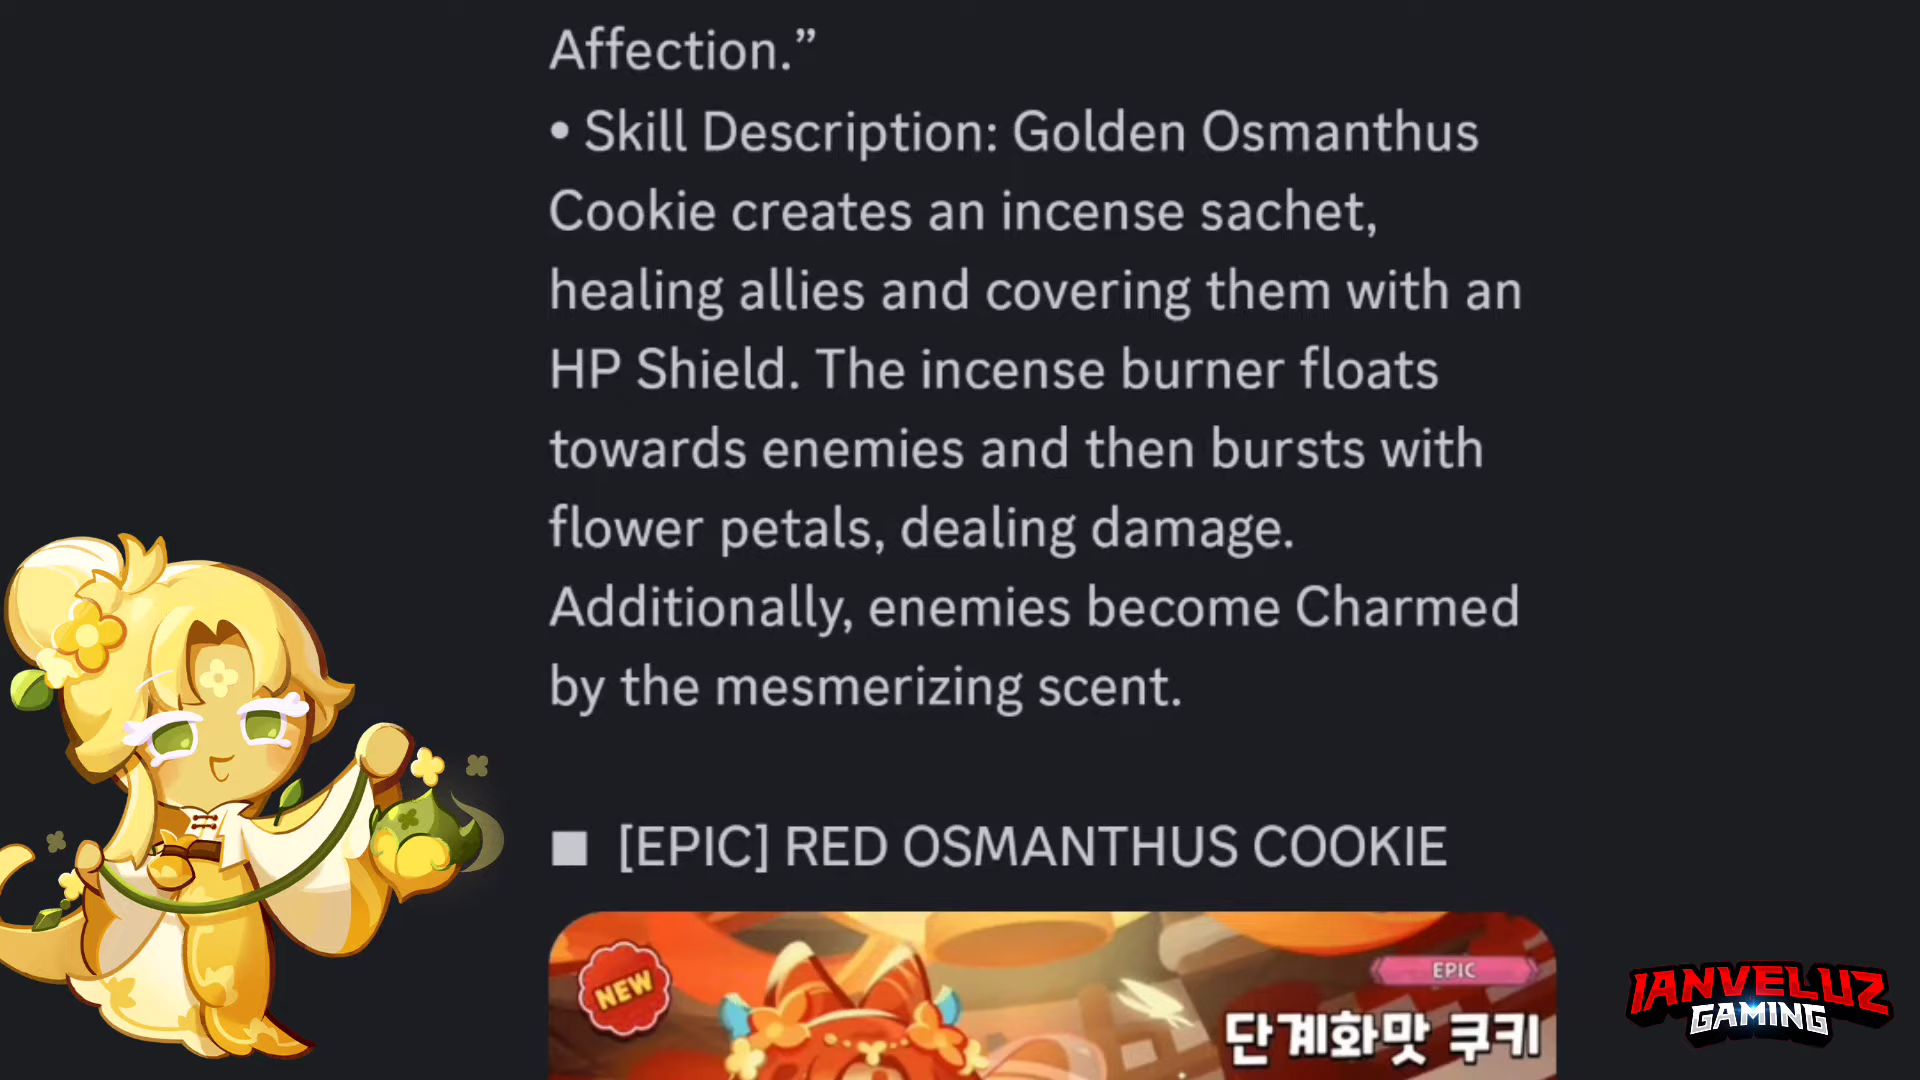 Affection.”
• Skill Description: Golden Osmanthus
Cookie creates an incense sachet,
healing allies and covering them with an
HP Shield. The incense burner floats
towards enemies and then bursts with
flower petals, dealing damage.
Additionally, enemies become Charmed
by the mesmerizing scent.
■ [EPIC] RED OSMANTHUS COOKIE
NEW
EPIC
단계화맛 쿠키
IANVELUZ
GAMING